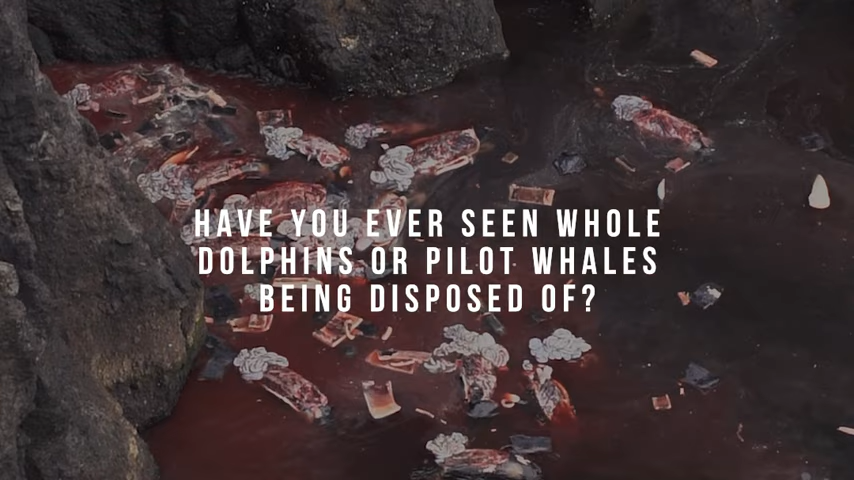 HAVE YOU EVER SEEN WHOLE
DOLPHINS OR PILOT WHALES
BEING DISPOSED OF?